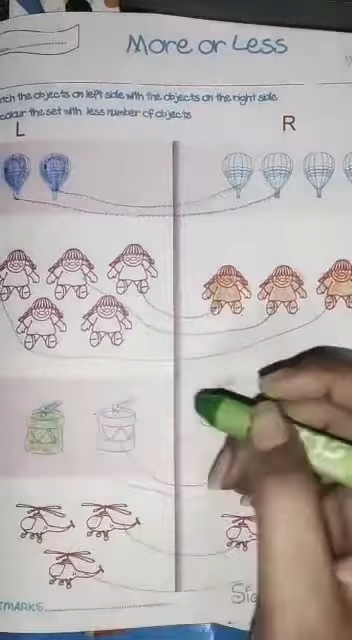 More or Less
tch the objects on left side with the objects on the right side
colour the set with less number of objects
L
R
EMARKS